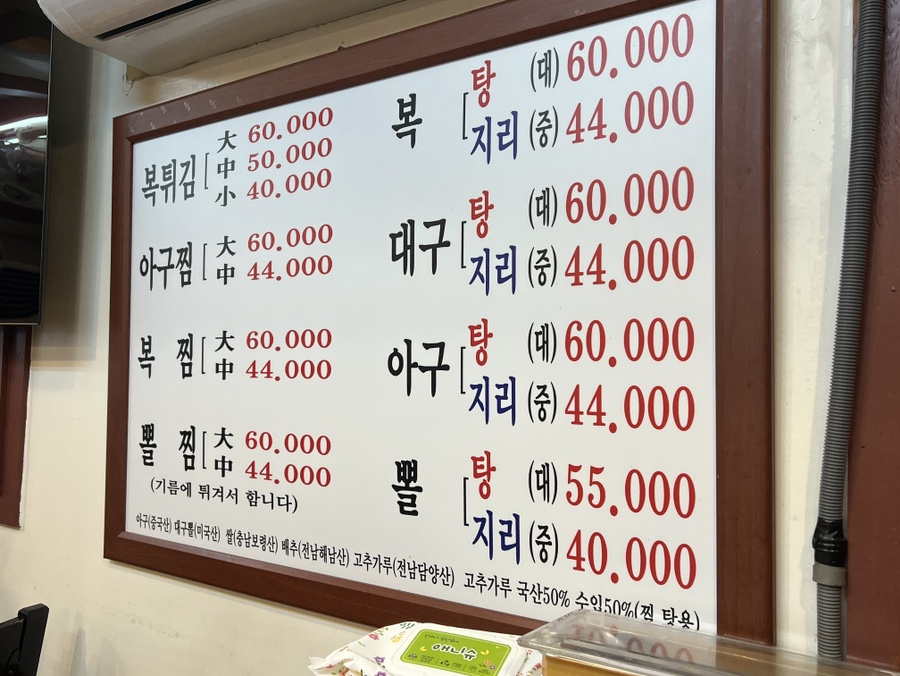 복튀김 大 60.000
中 50.000
小 40.000
아구찜 大 60.000
中 44.000
복 찜 大 60.000
中 44.000
뽈 찜 大 60.000
中 44.000
(기름에 튀겨서 합니다)
복 탕 (대) 60.000
지리 (중) 44.000
대구 탕 (대) 60.000
지리 (중) 44.000
아구 탕 (대) 60.000
지리 (중) 44.000
뽈 탕 (대) 55.000
지리 (중) 40.000
아구(중국산) 대구뽈(미국산) 쌀(충남보령산) 배추(전남해남산) 고추가루(전남담양산) 고추가루 국산50% 수입50%(찜 탕용)
애니슈